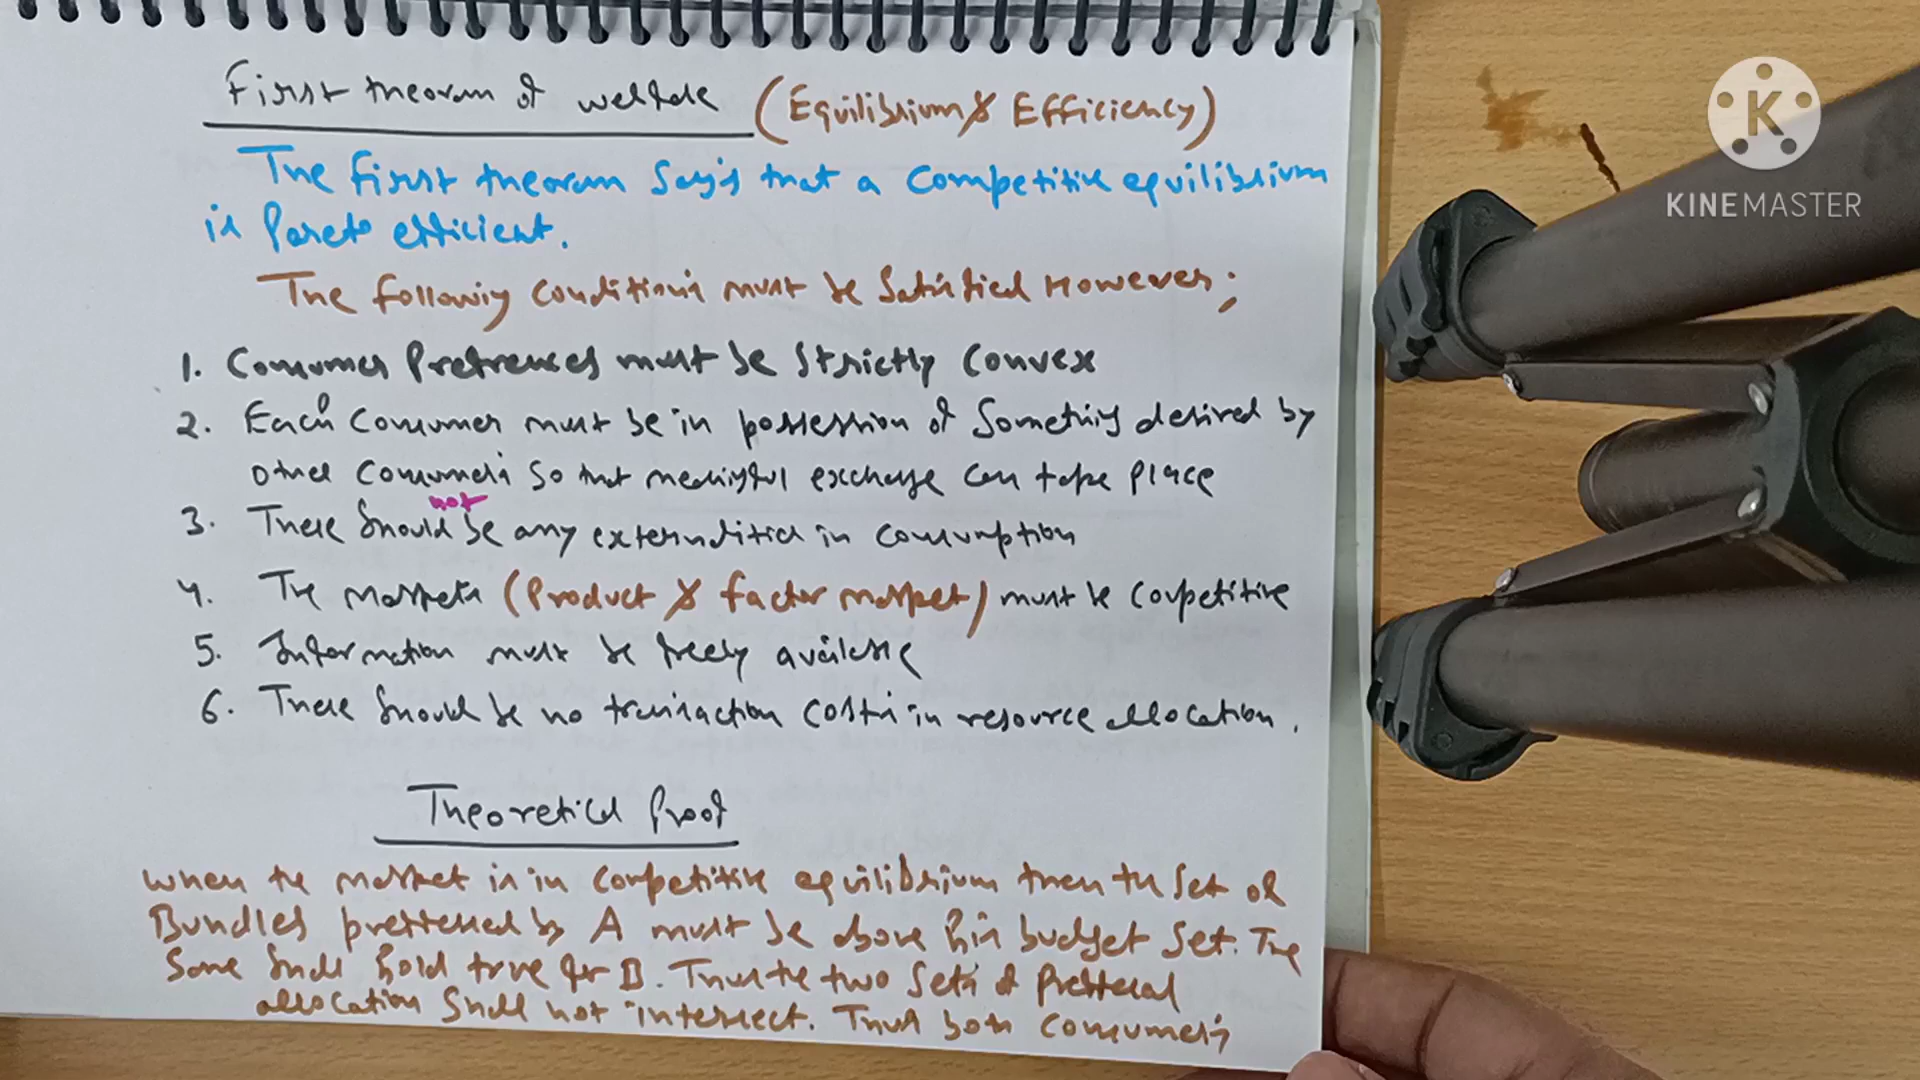 First theoram of welfare (Equilibrium & Efficiency)
The first theoram Say's that a Competitive equilibrium
is Pareto efficient.
The following conditions must be Satisfied However;
1. Consumer Prefrences must be Strictly Convex
2. Each Consumer must be in possession of Something desired by
other Consumers So that meaningful exchange Can take place
3. There Should not be any externalities in Consumption
4. The Markets (Product & factor market) must be Competitive
5. Information must be freely available
6. There Should be no transaction Costs in resource allocation.
Theoretical Proof
When the market is in Competitive equilibrium then the Set of
Bundles preffered by A must be above his budget Set. The
Same Shall hold true for B. Thus the two Sets of Preffered
allocation Shall not intersect. Thus both Consumers
KINEMASTER